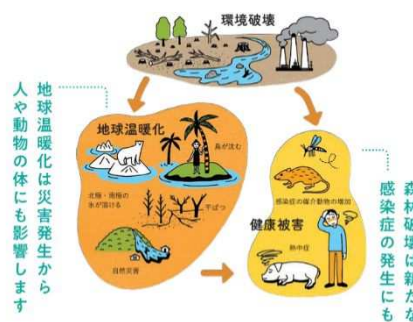 環境破壊
地球温暖化は災害発生から
人や動物の体にも影響します
地球温暖化
島が沈む
北極・南極の
氷が溶ける
干ばつ
自然災害
感染症の媒介動物の増加
健康被害
熱中症
森林破壊は新たな
感染症の発生にも